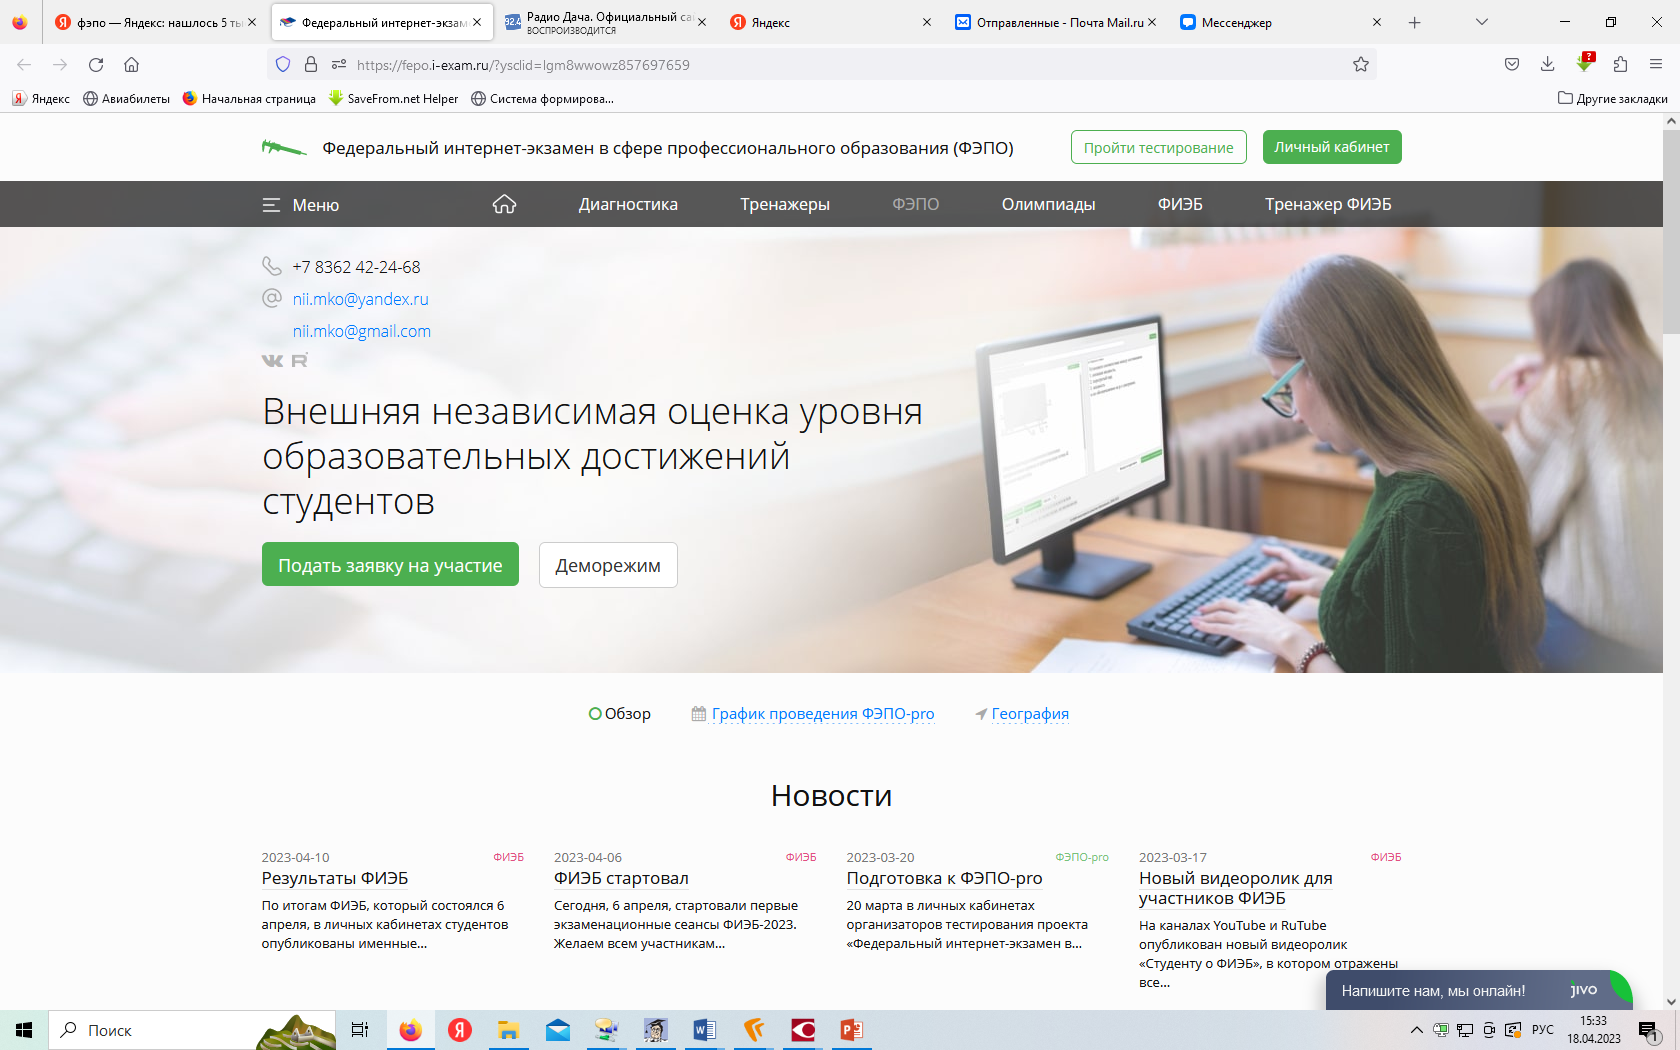 фэпо — Яндекс: нашлось 5 ты
Федеральный интернет-экзам
92.4
Радио Дача. Официальный са
ВОСПРОИЗВОДИТСЯ
Яндекс
Отправленные - Почта Mail.ru
Мессенджер
https://fepo.i-exam.ru/?ysclid=lgm8wwowz857697659
Яндекс
Авиабилеты
Начальная страница
SaveFrom.net Helper
Система формирова...
Другие закладки
Федеральный интернет-экзамен в сфере профессионального образования (ФЭПО)
Пройти тестирование
Личный кабинет
Меню
Диагностика
Тренажеры
ФЭПО
Олимпиады
ФИЭБ
Тренажер ФИЭБ
+7 8362 42-24-68
nii.mko@yandex.ru
nii.mko@gmail.com
Внешняя независимая оценка уровня
образовательных достижений
студентов
Подать заявку на участие
Деморежим
Обзор
График проведения ФЭПО-pro
География
Новости
2023-04-10
ФИЭБ
Результаты ФИЭБ
По итогам ФИЭБ, который состоялся 6
апреля, в личных кабинетах студентов
опубликованы именные...
2023-04-06
ФИЭБ
ФИЭБ стартовал
Сегодня, 6 апреля, стартовали первые
экзаменационные сеансы ФИЭБ-2023.
Желаем всем участникам...
2023-03-20
ФЭПО-pro
Подготовка к ФЭПО-pro
20 марта в личных кабинетах
организаторов тестирования проекта
«Федеральный интернет-экзамен в...
2023-03-17
ФИЭБ
Новый видеоролик для
участников ФИЭБ
На каналах YouTube и RuTube
опубликован новый видеоролик
«Студенту о ФИЭБ», в котором отражены
все...
Напишите нам, мы онлайн!
jivo
Поиск
РУС
15:33
18.04.2023
1